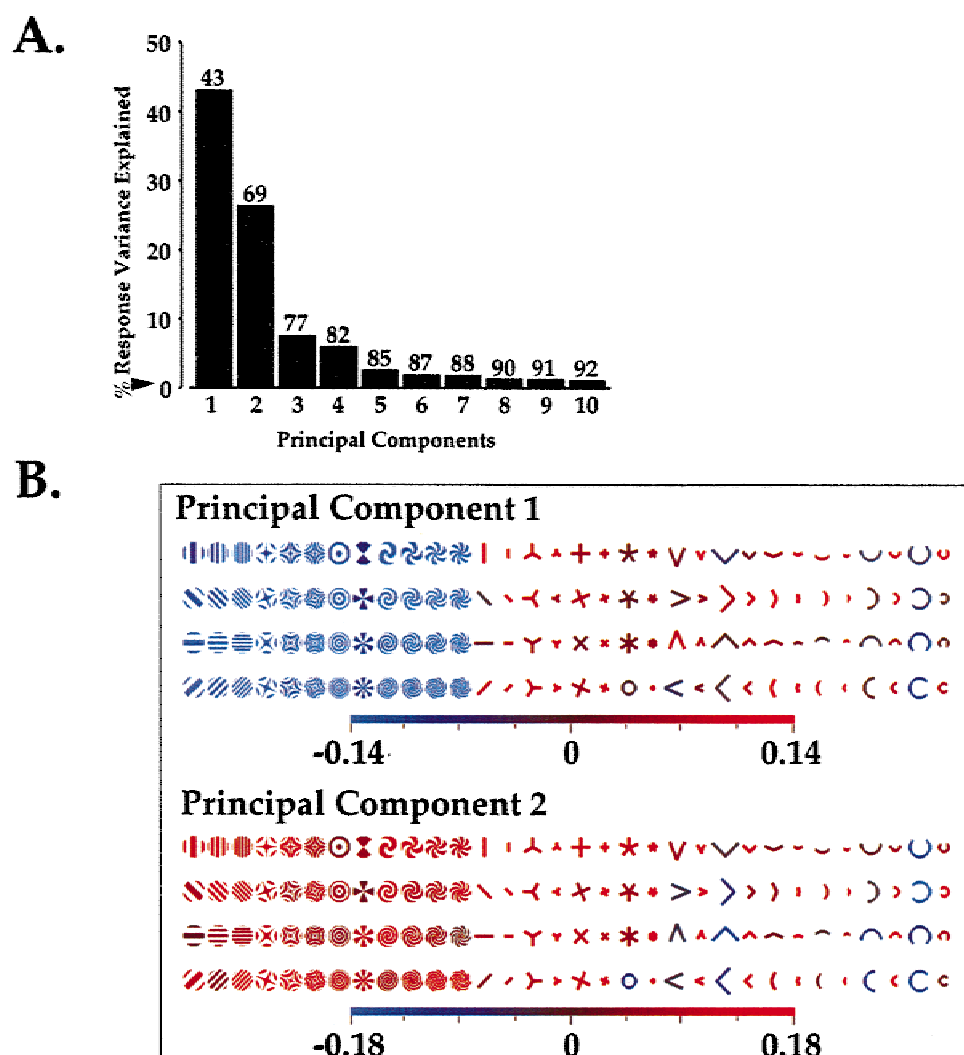 A.
50
40
30
20
10
0
% Response Variance Explained
43
69
77
82
85
87
88
90
91
92
1 2 3 4 5 6 7 8 9 10
Principal Components
B.
Principal Component 1
-0.14 0 0.14
Principal Component 2
-0.18 0 0.18